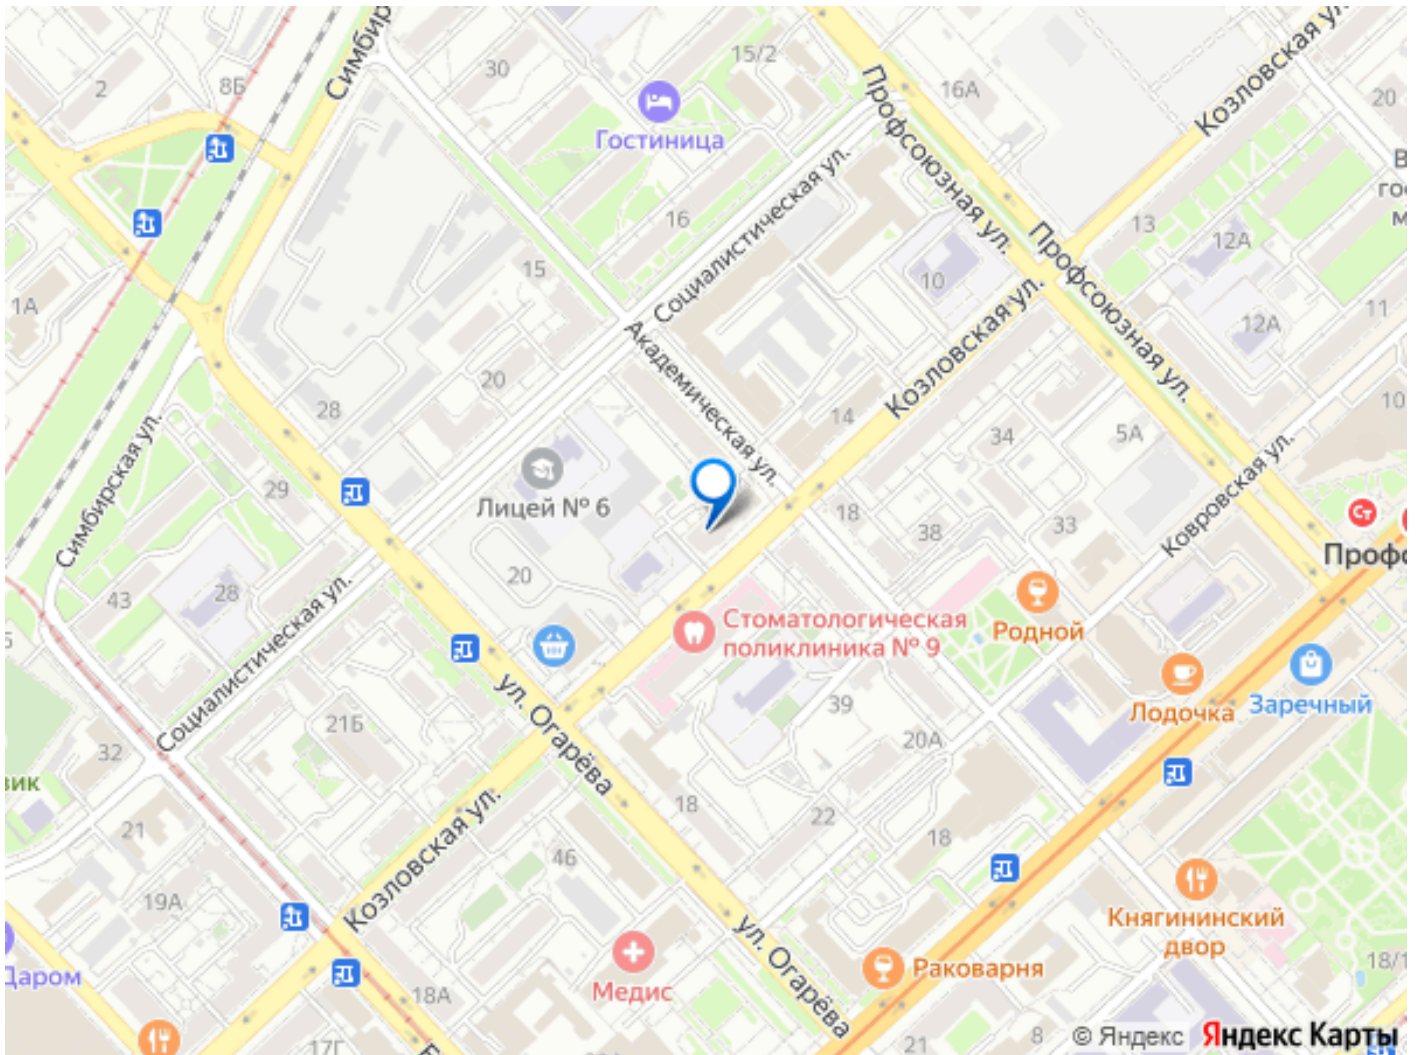 Симбир
2
8Б
30
15/2
16А
Козловская ул.
20
Гостиница
Профсоюзная ул.
Социалистическая ул.
16
15
10
13
12А
Профсоюзная ул.
1А
11
12А
Академическая ул.
Козловская ул.
20
28
14
34
5А
10
Лицей № 6
29
18
38
33
Ковровская ул.
Симбирская ул.
20
43
28
Стоматологическая
поликлиника № 9
Родной
Социалистическая ул.
ул. Огарёва
39
20А
Лодочка
Заречный
32
21Б
21
18
22
18
46
Козловская ул.
19А
ул. Огарёва
Княгининский
двор
Даром
18А
Медис
Раковарня
18/1
17Г
21
8
© Яндекс
Яндекс Карты